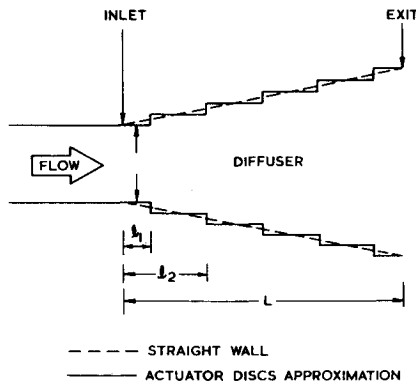 INLET
EXIT
FLOW
DIFFUSER
l1
l2
L
STRAIGHT WALL
ACTUATOR DISCS APPROXIMATION